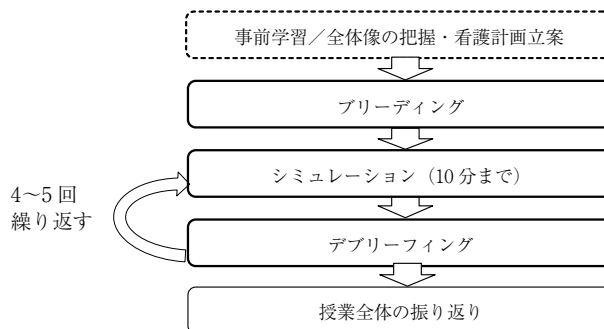 事前学習／全体像の把握・看護計画立案
ブリーディング
シミュレーション（10 分まで）
4～5 回
繰り返す
デブリーフィング
授業全体の振り返り